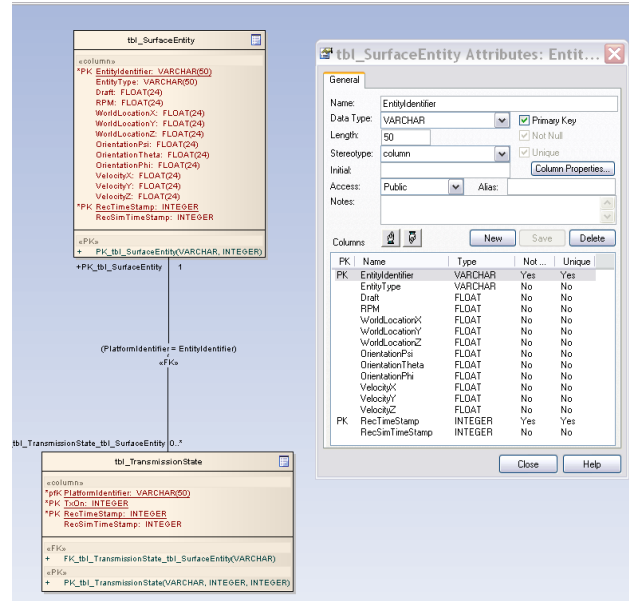 tbl_SurfaceEntity
«column»
*PK EntityIdentifier: VARCHAR(50)
EntityType: VARCHAR(50)
Draft: FLOAT(24)
RPM: FLOAT(24)
WorldLocationX: FLOAT(24)
WorldLocationY: FLOAT(24)
WorldLocationZ: FLOAT(24)
OrientationPsi: FLOAT(24)
OrientationTheta: FLOAT(24)
OrientationPhi: FLOAT(24)
VelocityX: FLOAT(24)
VelocityY: FLOAT(24)
VelocityZ: FLOAT(24)
*PK RecTimeStamp: INTEGER
RecSimTimeStamp: INTEGER
«PK»
+ PK_tbl_SurfaceEntity(VARCHAR, INTEGER)
+PK_tbl_SurfaceEntity 1
(PlatformIdentifier = EntityIdentifier)
«FK»
tbl_TransmissionState_tbl_SurfaceEntity 0..*
tbl_TransmissionState
«column»
*pfK PlatformIdentifier: VARCHAR(50)
*PK TxOn: INTEGER
*PK RecTimeStamp: INTEGER
RecSimTimeStamp: INTEGER
«FK»
+ FK_tbl_TransmissionState_tbl_SurfaceEntity(VARCHAR)
«PK»
+ PK_tbl_TransmissionState(VARCHAR, INTEGER, INTEGER)
tbl_SurfaceEntity Attributes: Entit...
General
Name: EntityIdentifier
Data Type: VARCHAR Primary Key
Length: 50 Not Null
Stereotype: column Unique
Initial: Column Properties...
Access: Public Alias:
Notes:
Columns New Save Delete
PK Name Type Not ... Unique
PK EntityIdentifier VARCHAR Yes Yes
EntityType VARCHAR No No
Draft FLOAT No No
RPM FLOAT No No
WorldLocationX FLOAT No No
WorldLocationY FLOAT No No
WorldLocationZ FLOAT No No
OrientationPsi FLOAT No No
OrientationTheta FLOAT No No
OrientationPhi FLOAT No No
VelocityX FLOAT No No
VelocityY FLOAT No No
VelocityZ FLOAT No No
PK RecTimeStamp INTEGER Yes Yes
RecSimTimeStamp INTEGER No No
Close Help